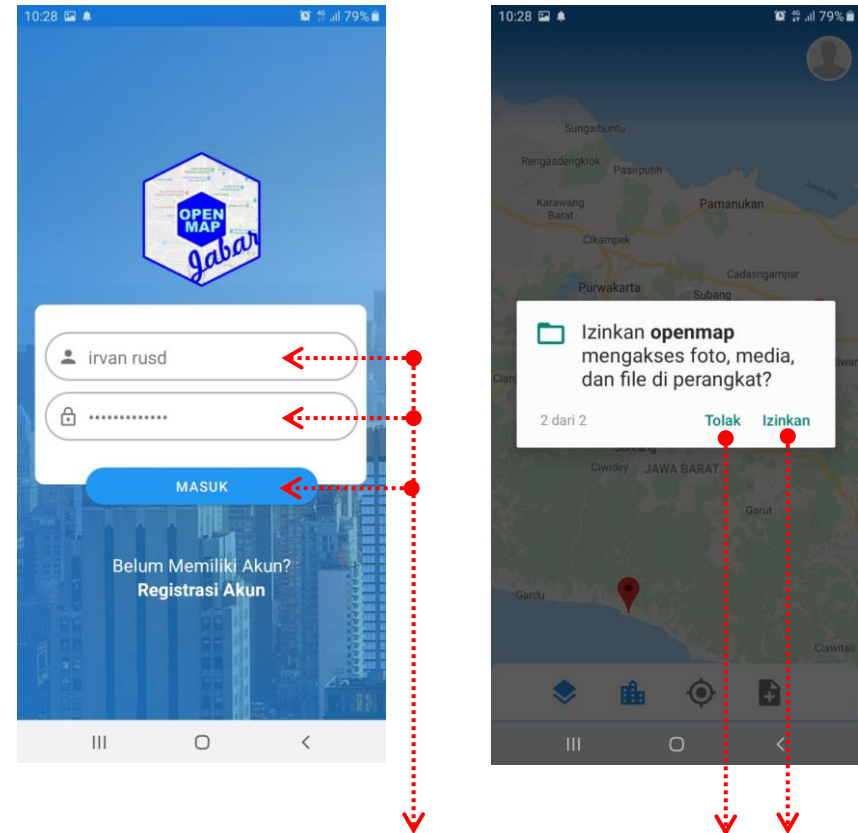 10:28
79%
OPEN
MAP
Jabar
irvan rusd
MASUK
Belum Memiliki Akun?
Registrasi Akun
10:28
79%
Sungaibuntu
Rengasdengklok
Pasirputih
Karawang
Barat
Pamanukan
Cikampek
Cadasngampar
Purwakarta
Subang
Izinkan openmap
mengakses foto, media,
dan file di perangkat?
2 dari 2
Tolak Izinkan
Soreang
Ciwidey
JAWA BARAT
Garut
Gardu
Ciawitali